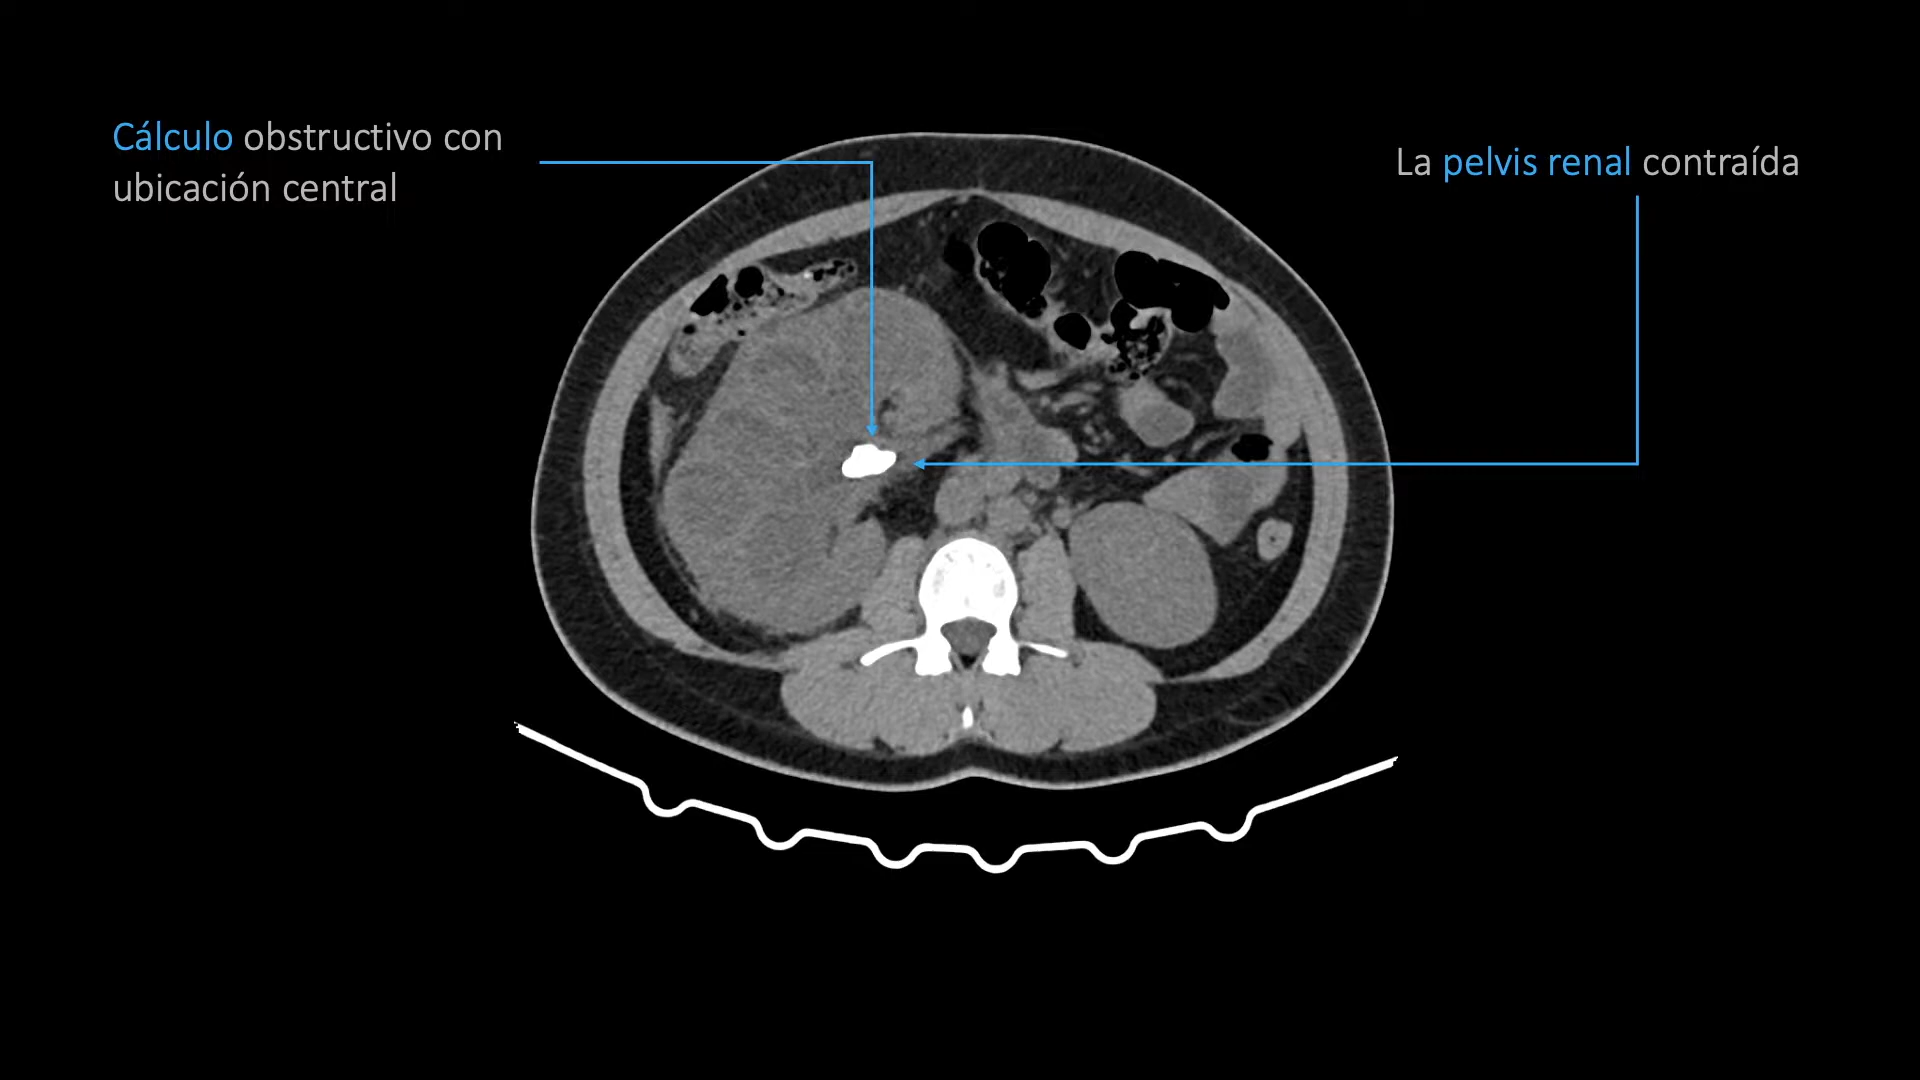 Cálculo obstructivo con
ubicación central
La pelvis renal contraída